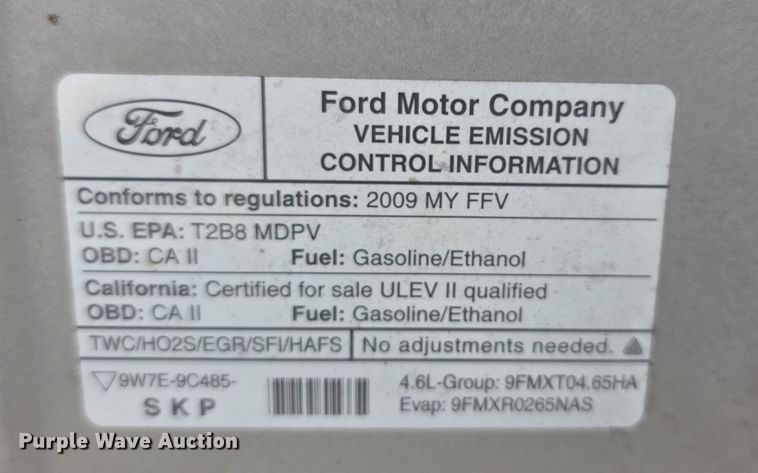 Ford
Ford Motor Company
VEHICLE EMISSION
CONTROL INFORMATION
Conforms to regulations: 2009 MY FFV
U.S. EPA: T2B8 MDPV
OBD: CA II Fuel: Gasoline/Ethanol
California: Certified for sale ULEV II qualified
OBD: CA II Fuel: Gasoline/Ethanol
TWC/HO2S/EGR/SFI/HAFS No adjustments needed.
9W7E-9C485-
SKP
4.6L-Group: 9FMXT04.65HA
Evap: 9FMXR0265NAS
Purple Wave Auction